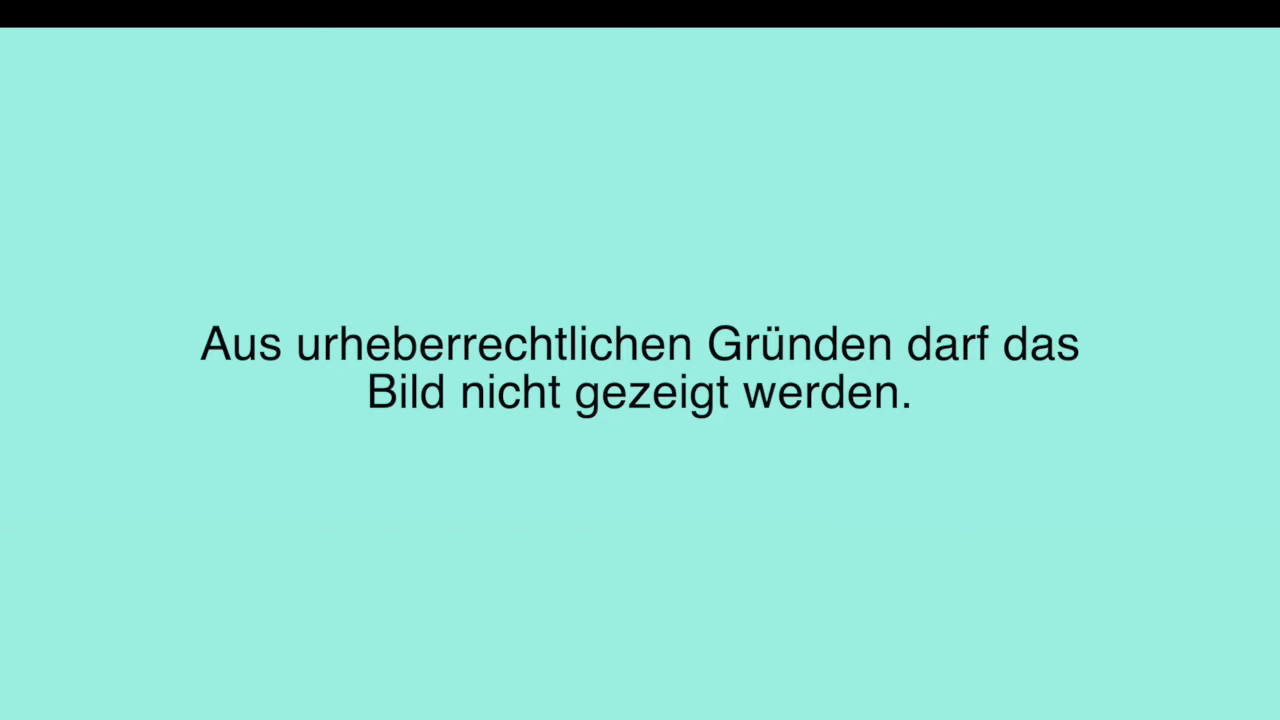 Aus urheberrechtlichen Gründen darf das
Bild nicht gezeigt werden.